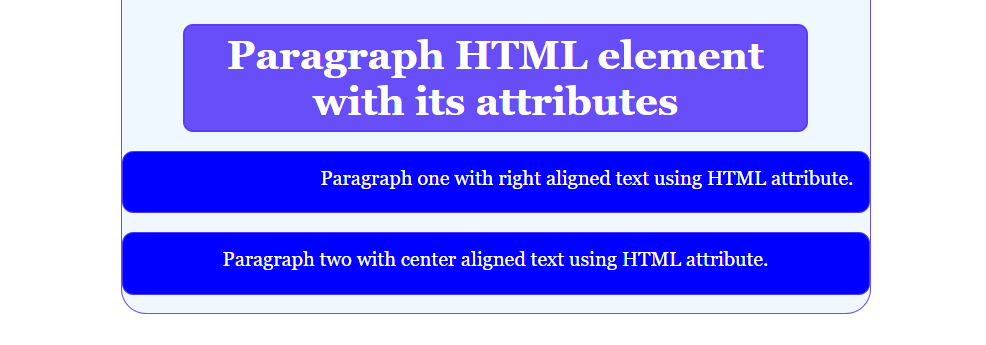 Paragraph HTML element
with its attributes
Paragraph one with right aligned text using HTML attribute.
Paragraph two with center aligned text using HTML attribute.